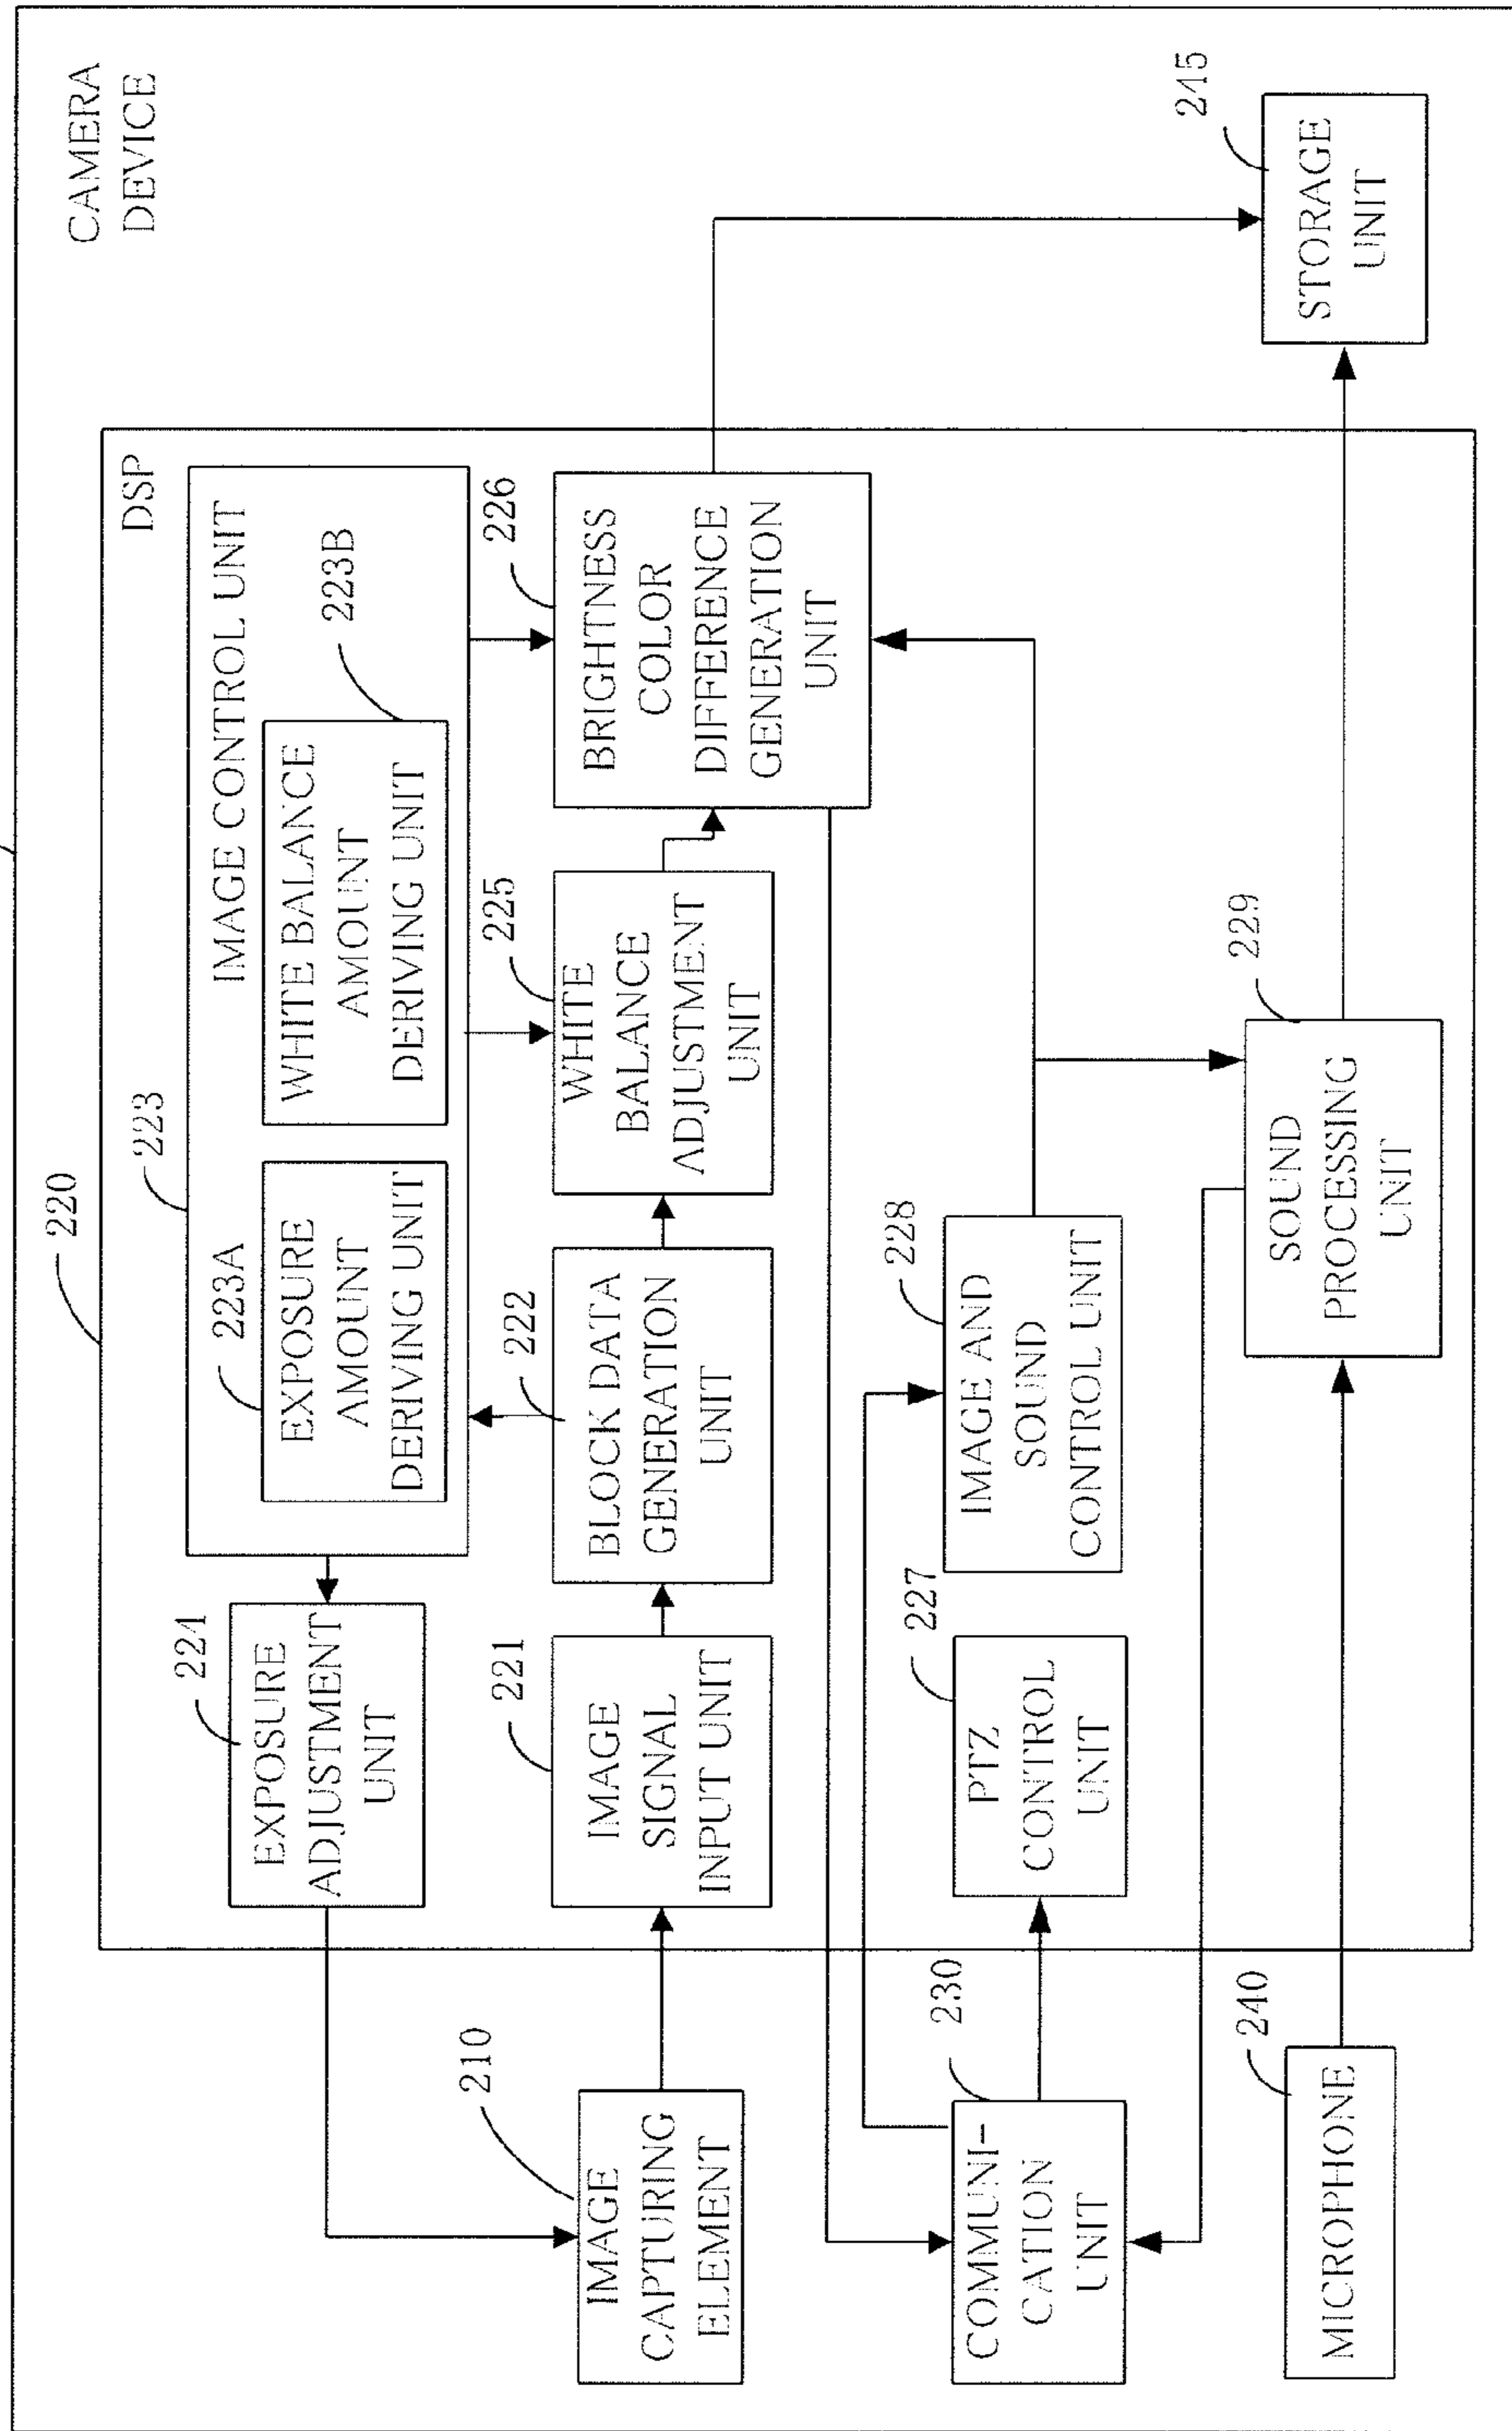 CAMERA
DEVICE
220
DSP
223
IMAGE CONTROL UNIT
224
EXPOSURE
ADJUSTMENT
UNIT
223A
EXPOSURE
AMOUNT
DERIVING UNIT
223B
WHITE BALANCE
AMOUNT
DERIVING UNIT
210
IMAGE
CAPTURING
ELEMENT
221
IMAGE
SIGNAL
INPUT UNIT
222
BLOCK DATA
GENERATION
UNIT
225
WHITE
BALANCE
ADJUSTMENT
UNIT
226
BRIGHTNESS
COLOR
DIFFERENCE
GENERATION
UNIT
230
COMMUNI-
CATION
UNIT
227
PTZ
CONTROL
UNIT
228
IMAGE AND
SOUND
CONTROL UNIT
229
SOUND
PROCESSING
UNIT
240
MICROPHONE
245
STORAGE
UNIT